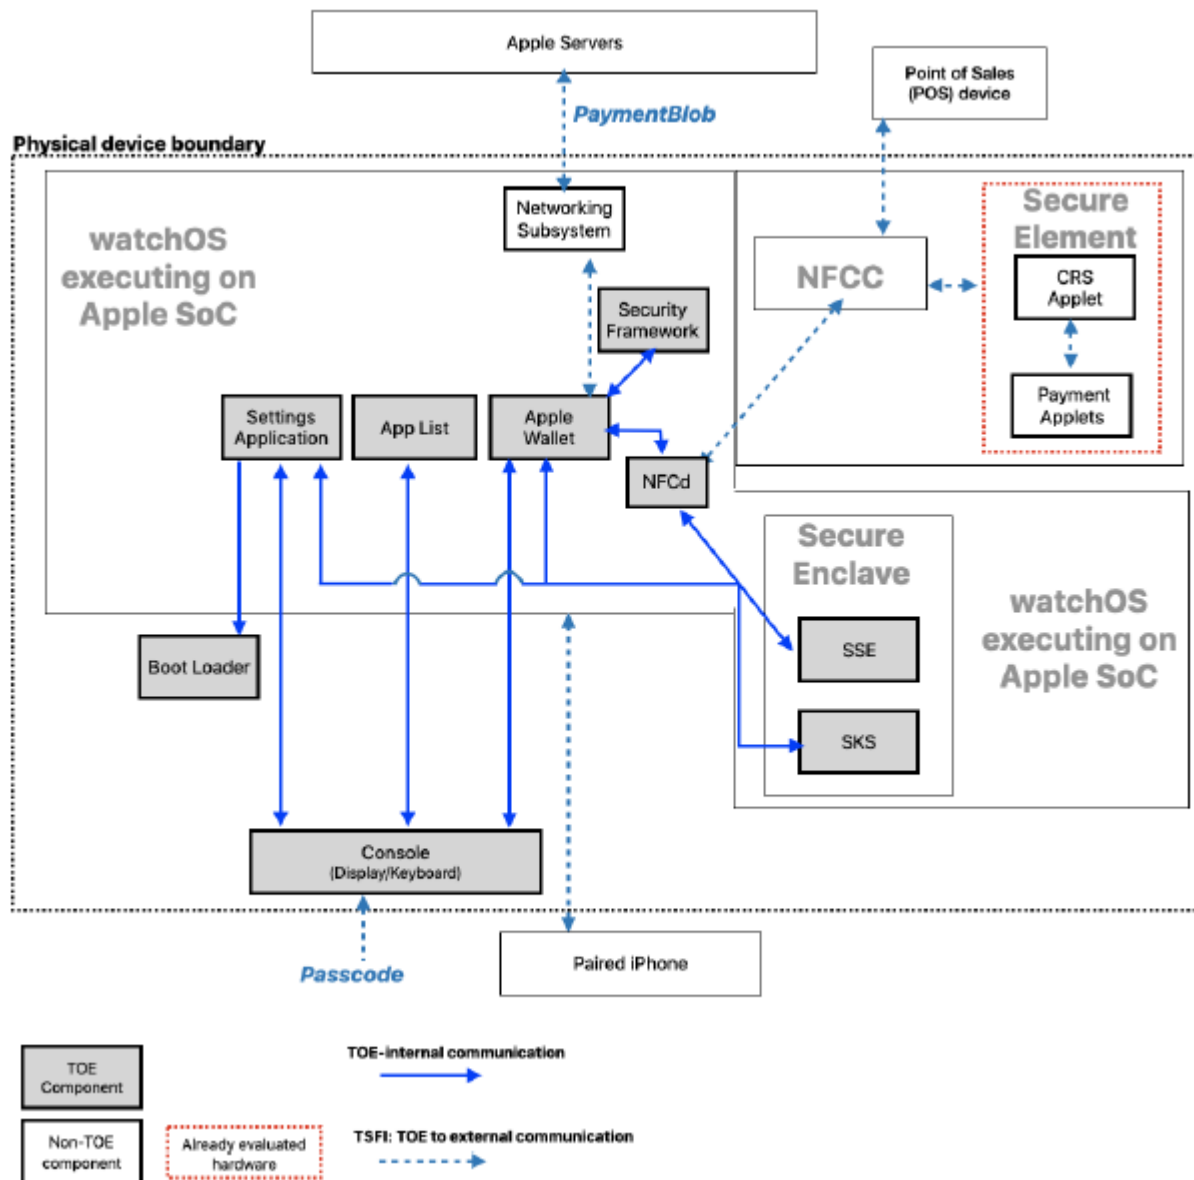 Apple Servers
Point of Sales
(POS) device
PaymentBlob
Physical device boundary
watchOS
executing on
Apple SoC
Networking
Subsystem
Security
Framework
NFCC
Secure
Element
CRS
Applet
Payment
Applets
Settings
Application
App List
Apple
Wallet
NFCd
Secure
Enclave
SSE
SKS
watchOS
executing on
Apple SoC
Boot Loader
Console
(Display/Keyboard)
Passcode
Paired iPhone
TOE
Component
TOE-internal communication
Non-TOE
component
Already evaluated
hardware
TSFI: TOE to external communication